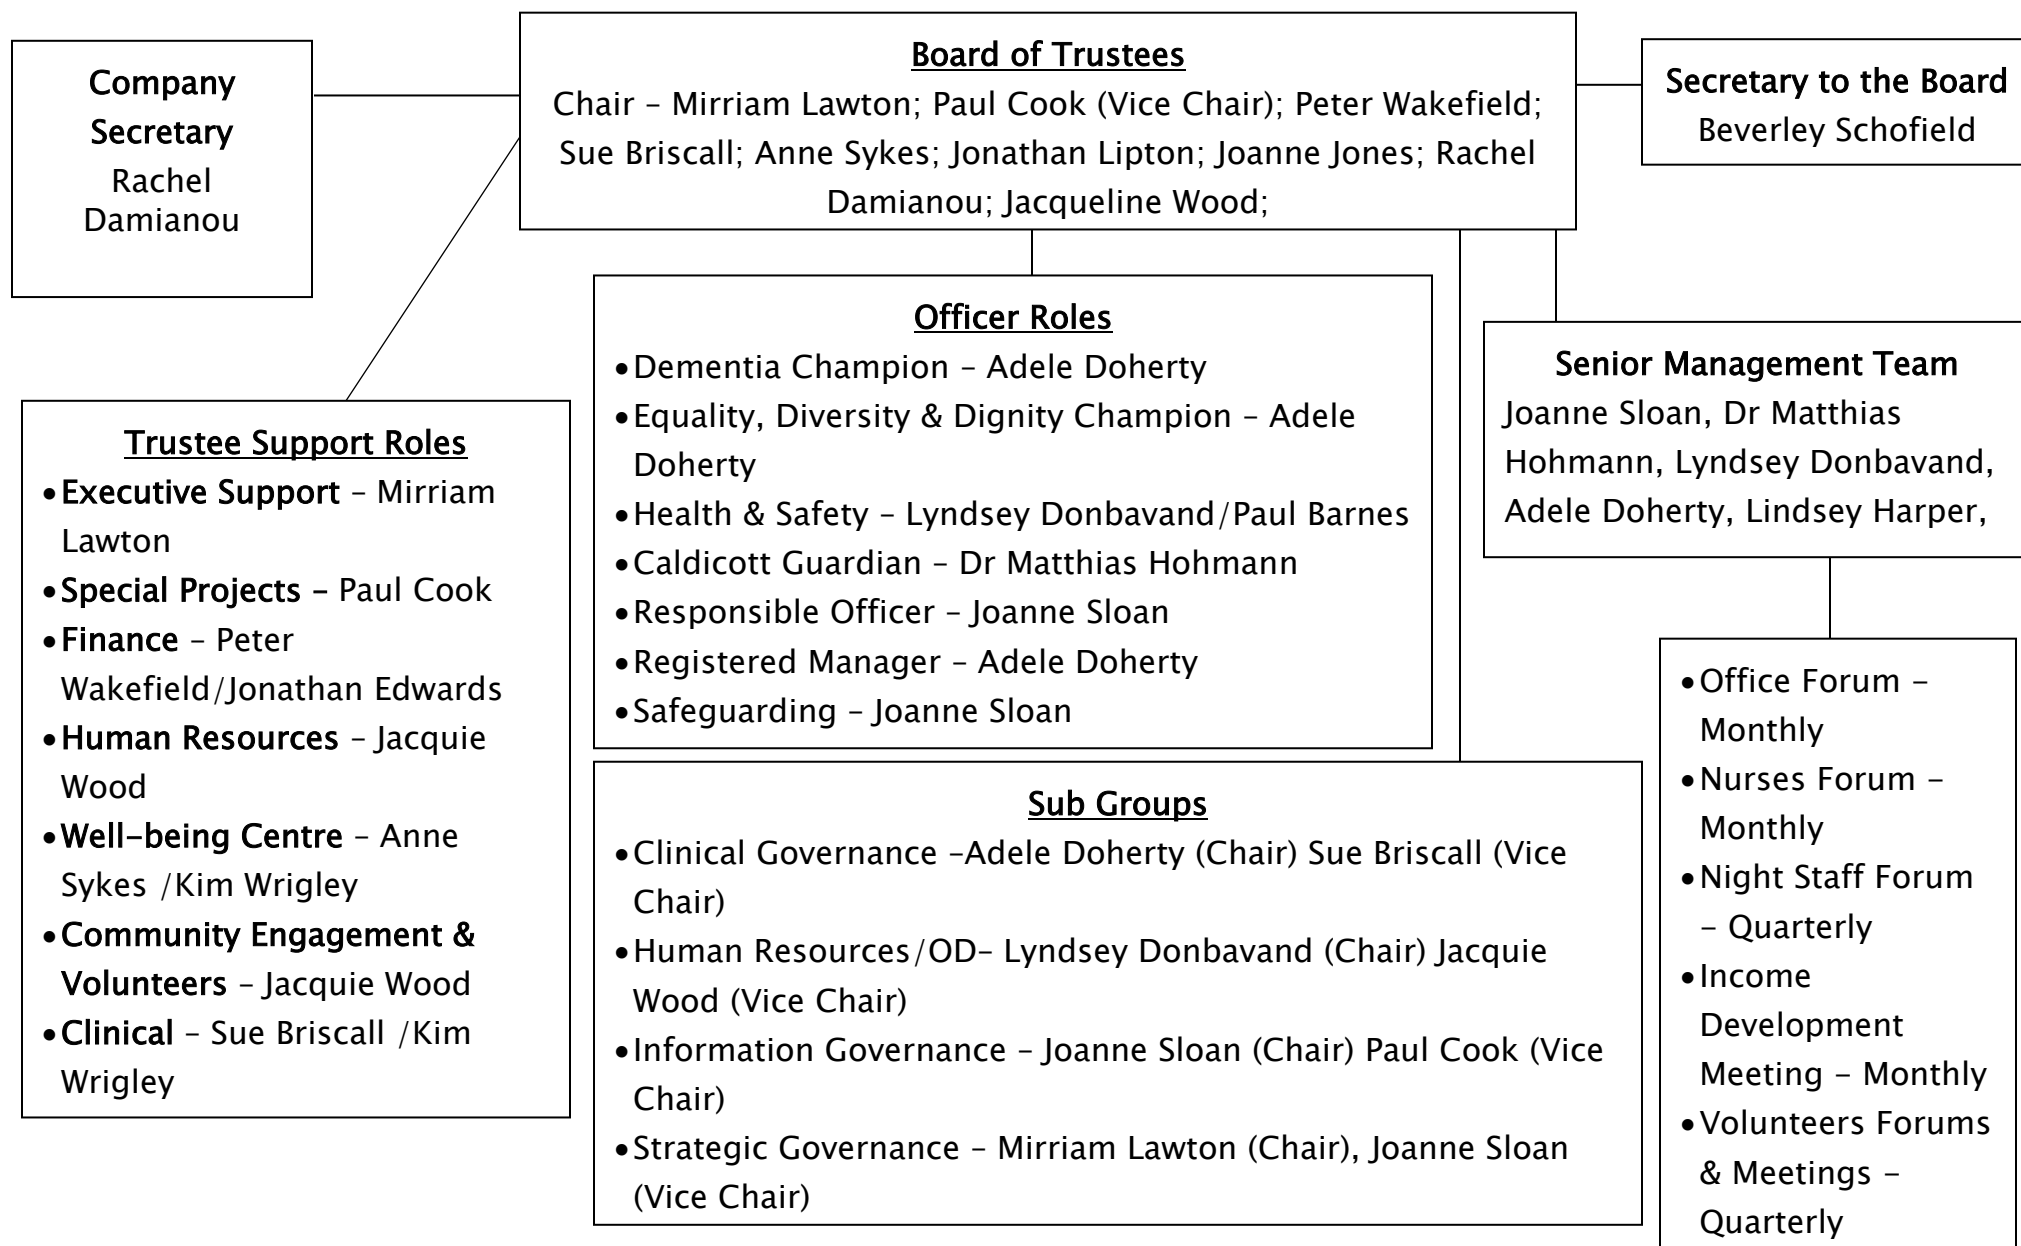 Company
Secretary
Rachel
Damianou
Board of Trustees
Chair – Mirriam Lawton; Paul Cook (Vice Chair); Peter Wakefield;
Sue Briscall; Anne Sykes; Jonathan Lipton; Joanne Jones; Rachel
Damianou; Jacqueline Wood;
Secretary to the Board
Beverley Schofield
Trustee Support Roles
•Executive Support – Mirriam
Lawton
•Special Projects – Paul Cook
•Finance – Peter
Wakefield/Jonathan Edwards
•Human Resources – Jacquie
Wood
•Well-being Centre – Anne
Sykes /Kim Wrigley
•Community Engagement &
Volunteers – Jacquie Wood
•Clinical – Sue Briscall /Kim
Wrigley
Officer Roles
•Dementia Champion – Adele Doherty
•Equality, Diversity & Dignity Champion – Adele
Doherty
•Health & Safety – Lyndsey Donbavand/Paul Barnes
•Caldicott Guardian – Dr Matthias Hohmann
•Responsible Officer – Joanne Sloan
•Registered Manager – Adele Doherty
•Safeguarding – Joanne Sloan
Sub Groups
•Clinical Governance –Adele Doherty (Chair) Sue Briscall (Vice
Chair)
•Human Resources/OD– Lyndsey Donbavand (Chair) Jacquie
Wood (Vice Chair)
•Information Governance – Joanne Sloan (Chair) Paul Cook (Vice
Chair)
•Strategic Governance – Mirriam Lawton (Chair), Joanne Sloan
(Vice Chair)
Senior Management Team
Joanne Sloan, Dr Matthias
Hohmann, Lyndsey Donbavand,
Adele Doherty, Lindsey Harper,
•Office Forum –
Monthly
•Nurses Forum –
Monthly
•Night Staff Forum
– Quarterly
•Income
Development
Meeting – Monthly
•Volunteers Forums
& Meetings –
Quarterly